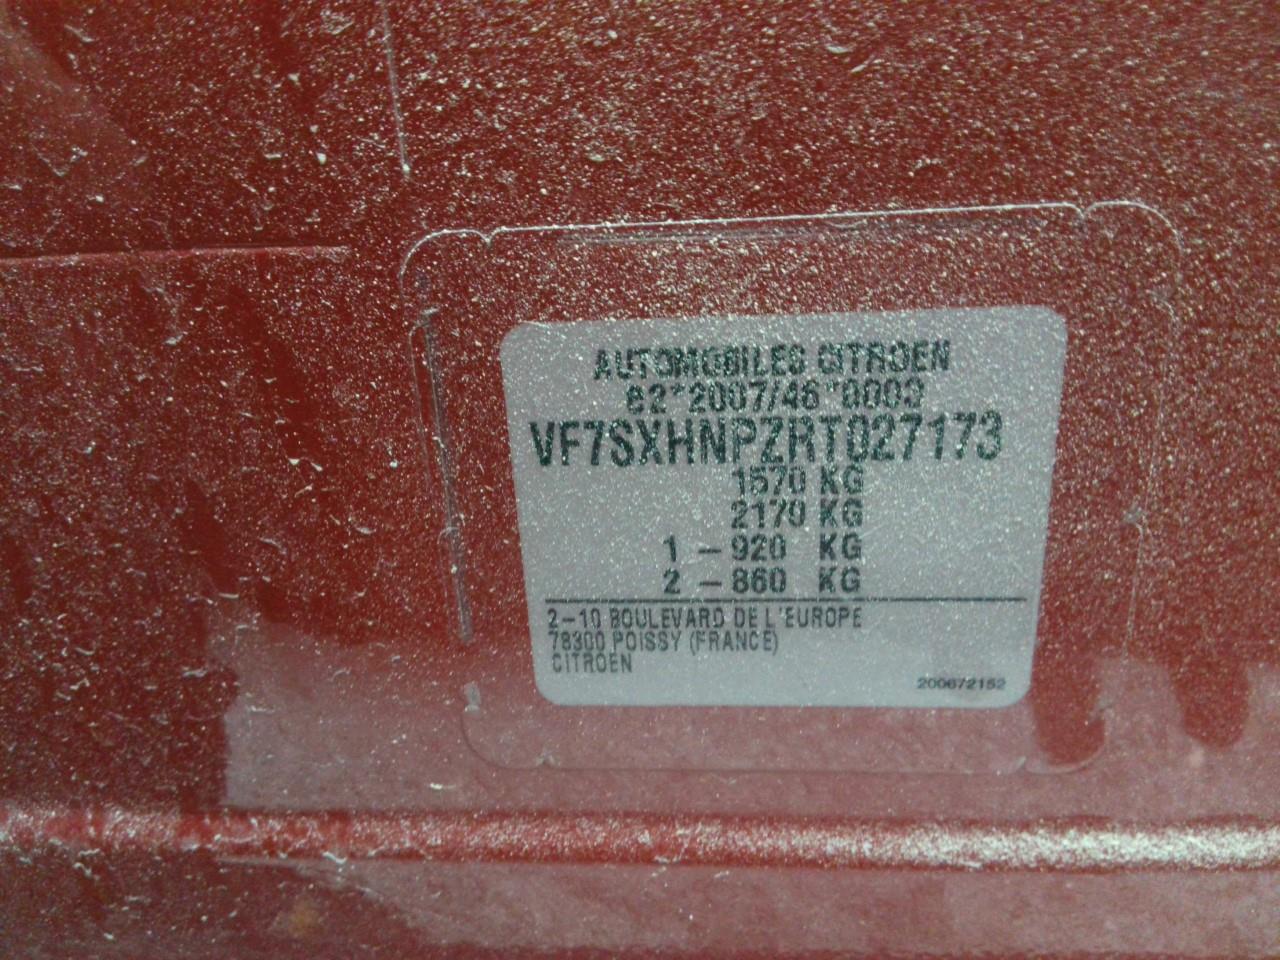 AUTOMOBILES CITROEN
e2*2007/46*0003
VF7SXHNPZRT027173
1570 KG
2170 KG
1 - 920 KG
2 - 860 KG
2-10 BOULEVARD DE L'EUROPE
78300 POISSY (FRANCE)
CITROEN
200672152